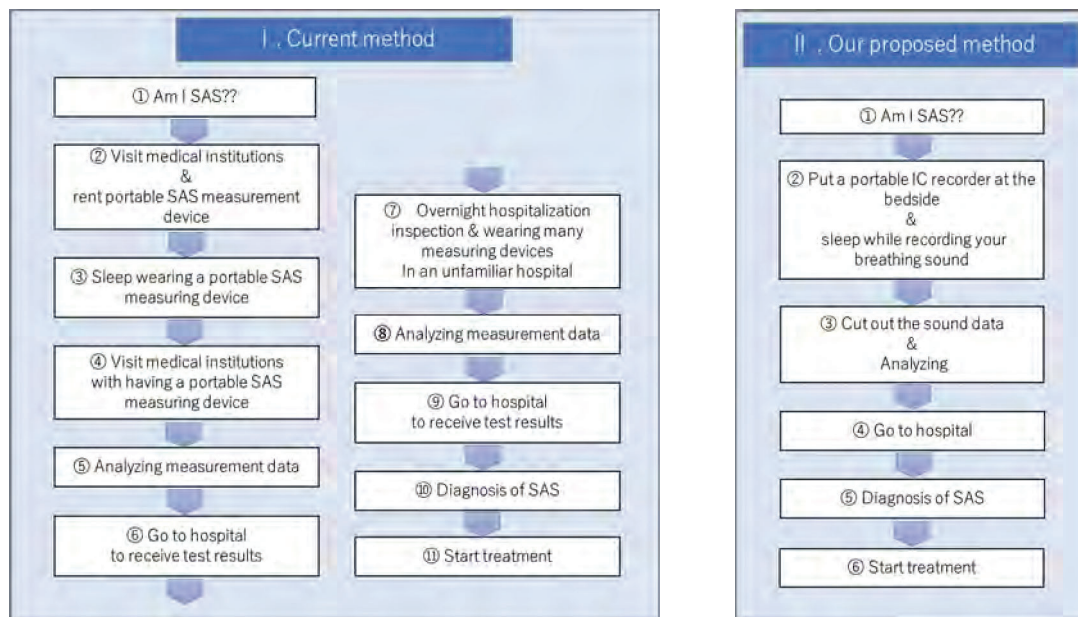 Ⅰ . Current method
① Am I SAS??
② Visit medical institutions
&
rent portable SAS measurement
device
③ Sleep wearing a portable SAS
measuring device
④ Visit medical institutions
with having a portable SAS
measuring device
⑤ Analyzing measurement data
⑥ Go to hospital
to receive test results
⑦ Overnight hospitalization
inspection & wearing many
measuring devices
In an unfamiliar hospital
⑧ Analyzing measurement data
⑨ Go to hospital
to receive test results
⑩ Diagnosis of SAS
⑪ Start treatment
Ⅱ . Our proposed method
① Am I SAS??
② Put a portable IC recorder at the
bedside
&
sleep while recording your
breathing sound
③ Cut out the sound data
&
Analyzing
④ Go to hospital
⑤ Diagnosis of SAS
⑥ Start treatment